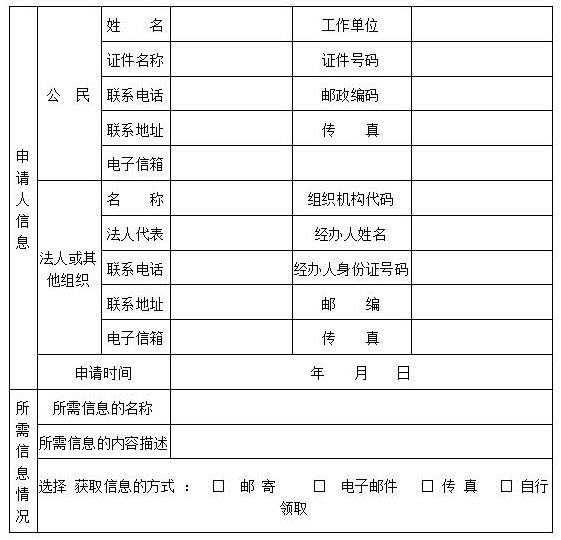 申请人信息
公 民
姓 名 工作单位
证件名称 证件号码
联系电话 邮政编码
联系地址 传 真
电子信箱
法人或其他组织
名 称 组织机构代码
法人代表 经办人姓名
联系电话 经办人身份证号码
联系地址 邮 编
电子信箱 传 真
申请时间 年 月 日
所需信息情况
所需信息的名称
所需信息的内容描述
选择 获取信息的方式 : □ 邮 寄 □ 电子邮件 □ 传 真 □ 自行
领取